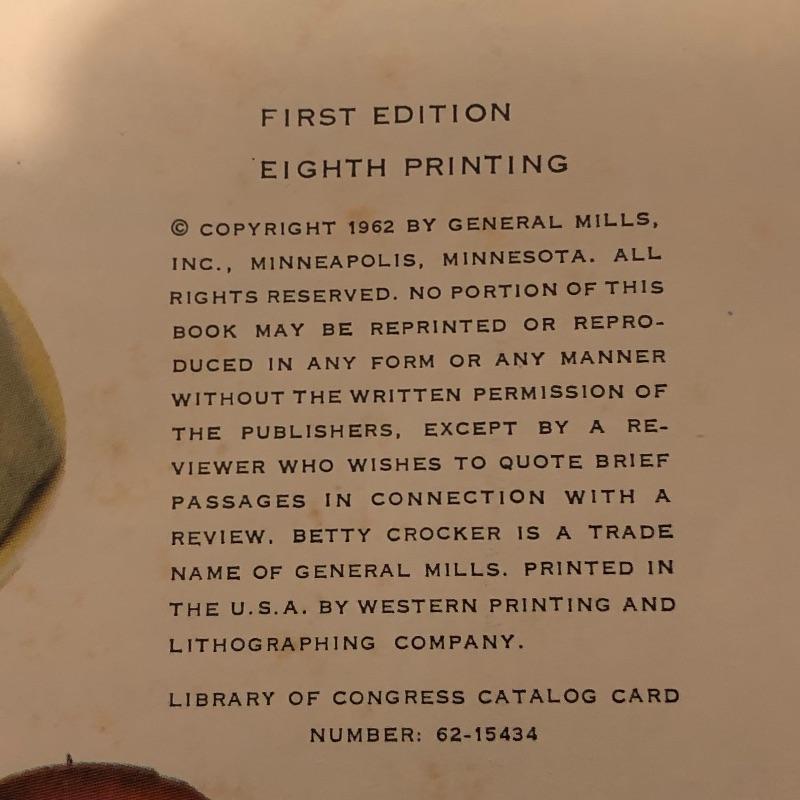 FIRST EDITION
EIGHTH PRINTING
© COPYRIGHT 1962 BY GENERAL MILLS,
INC., MINNEAPOLIS, MINNESOTA. ALL
RIGHTS RESERVED. NO PORTION OF THIS
BOOK MAY BE REPRINTED OR REPRO-
DUCED IN ANY FORM OR ANY MANNER
WITHOUT THE WRITTEN PERMISSION OF
THE PUBLISHERS, EXCEPT BY A RE-
VIEWER WHO WISHES TO QUOTE BRIEF
PASSAGES IN CONNECTION WITH A
REVIEW. BETTY CROCKER IS A TRADE
NAME OF GENERAL MILLS. PRINTED IN
THE U.S.A. BY WESTERN PRINTING AND
LITHOGRAPHING COMPANY.
LIBRARY OF CONGRESS CATALOG CARD
NUMBER: 62-15434